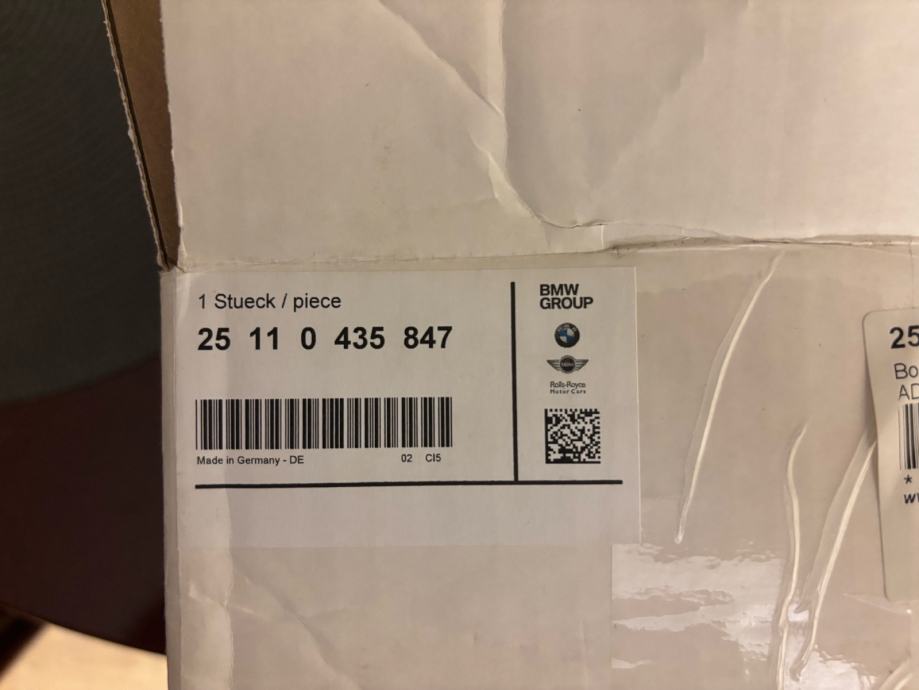 1 Stueck / piece
25 11 0 435 847
Made in Germany - DE
02 CI5
BMW
GROUP
Rolls-Royce
Motor Cars
25
Bo
AD
*